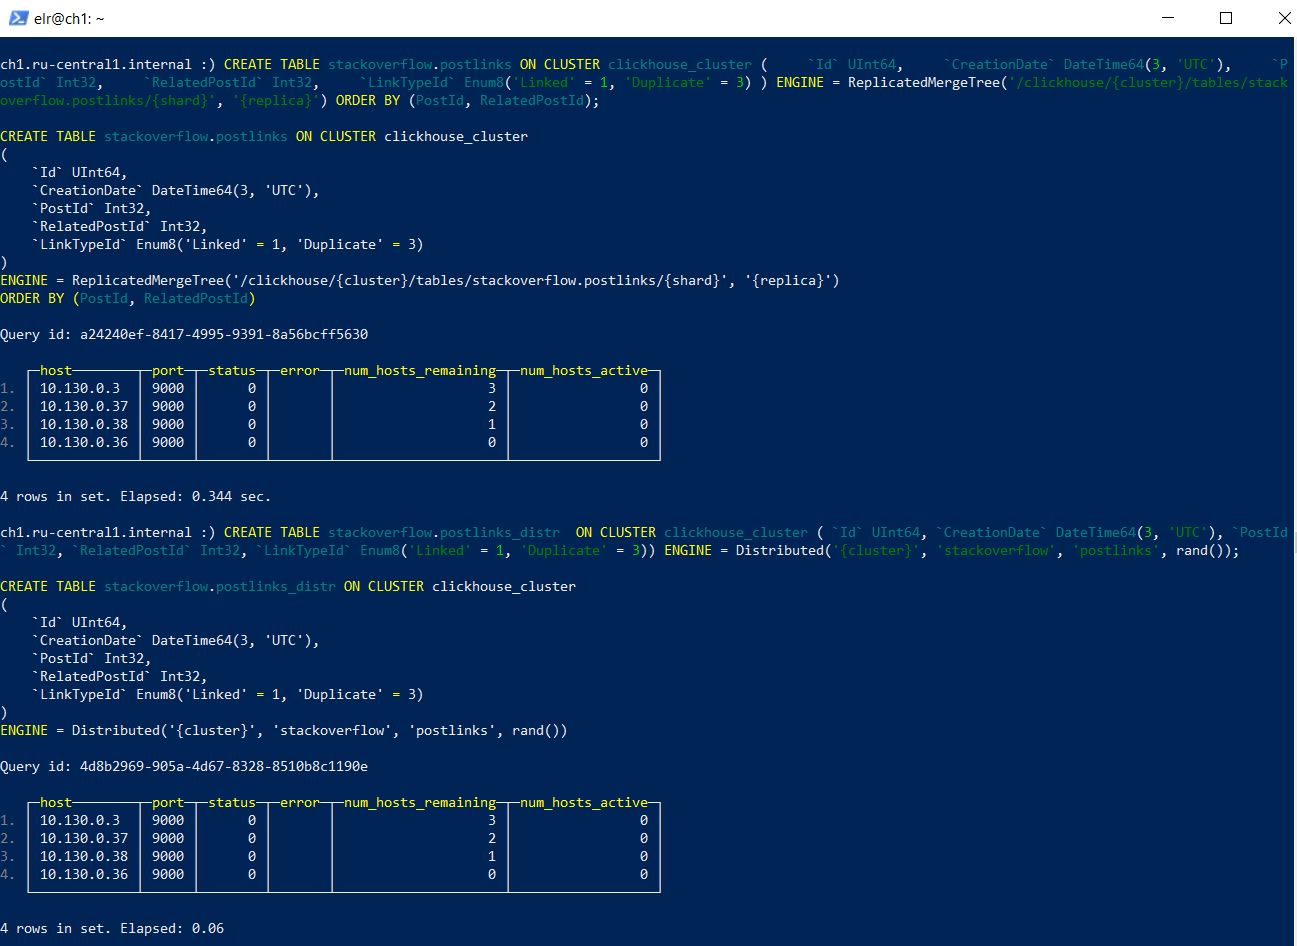 elr@ch1: ~
ch1.ru-central1.internal :) CREATE TABLE stackoverflow.postlinks ON CLUSTER clickhouse_cluster (     `Id` UInt64,     `CreationDate` DateTime64(3, 'UTC'),     `P
ostId` Int32,     `RelatedPostId` Int32,     `LinkTypeId` Enum8('Linked' = 1, 'Duplicate' = 3) ) ENGINE = ReplicatedMergeTree('/clickhouse/{cluster}/tables/stack
overflow.postlinks/{shard}', '{replica}') ORDER BY (PostId, RelatedPostId);
CREATE TABLE stackoverflow.postlinks ON CLUSTER clickhouse_cluster
(
    `Id` UInt64,
    `CreationDate` DateTime64(3, 'UTC'),
    `PostId` Int32,
    `RelatedPostId` Int32,
    `LinkTypeId` Enum8('Linked' = 1, 'Duplicate' = 3)
)
ENGINE = ReplicatedMergeTree('/clickhouse/{cluster}/tables/stackoverflow.postlinks/{shard}', '{replica}')
ORDER BY (PostId, RelatedPostId)
Query id: a24240ef-8417-4995-9391-8a56bcff5630
host port status error num_hosts_remaining num_hosts_active
1. 10.130.0.3 9000 0 3 0
2. 10.130.0.37 9000 0 2 0
3. 10.130.0.38 9000 0 1 0
4. 10.130.0.36 9000 0 0 0
4 rows in set. Elapsed: 0.344 sec.
ch1.ru-central1.internal :) CREATE TABLE stackoverflow.postlinks_distr  ON CLUSTER clickhouse_cluster ( `Id` UInt64, `CreationDate` DateTime64(3, 'UTC'), `PostId
` Int32, `RelatedPostId` Int32, `LinkTypeId` Enum8('Linked' = 1, 'Duplicate' = 3)) ENGINE = Distributed('{cluster}', 'stackoverflow', 'postlinks', rand());
CREATE TABLE stackoverflow.postlinks_distr ON CLUSTER clickhouse_cluster
(
    `Id` UInt64,
    `CreationDate` DateTime64(3, 'UTC'),
    `PostId` Int32,
    `RelatedPostId` Int32,
    `LinkTypeId` Enum8('Linked' = 1, 'Duplicate' = 3)
)
ENGINE = Distributed('{cluster}', 'stackoverflow', 'postlinks', rand())
Query id: 4d8b2969-905a-4d67-8328-8510b8c1190e
host port status error num_hosts_remaining num_hosts_active
1. 10.130.0.3 9000 0 3 0
2. 10.130.0.37 9000 0 2 0
3. 10.130.0.38 9000 0 1 0
4. 10.130.0.36 9000 0 0 0
4 rows in set. Elapsed: 0.06